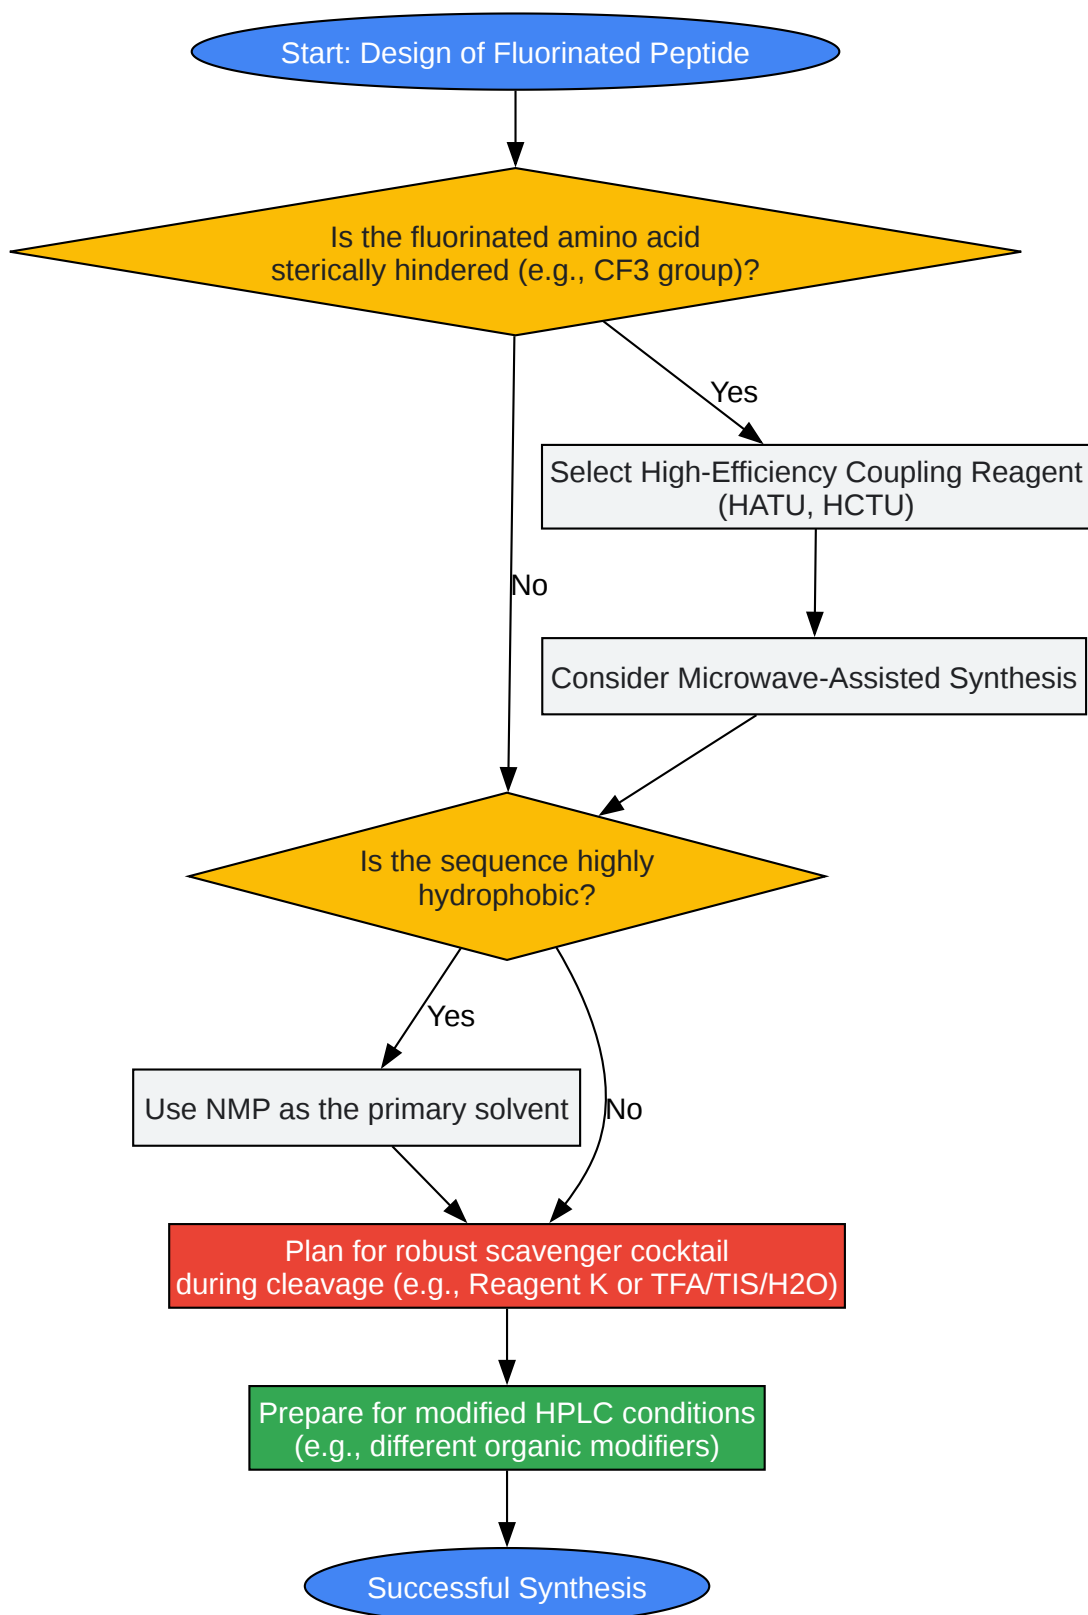 Start: Design of Fluorinated Peptide
Is the fluorinated amino acid
sterically hindered (e.g., CF3 group)?
Yes
Select High-Efficiency Coupling Reagent
(HATU, HCTU)
No
Consider Microwave-Assisted Synthesis
Is the sequence highly
hydrophobic?
Yes
Use NMP as the primary solvent
No
Plan for robust scavenger cocktail
during cleavage (e.g., Reagent K or TFA/TIS/H2O)
Prepare for modified HPLC conditions
(e.g., different organic modifiers)
Successful Synthesis